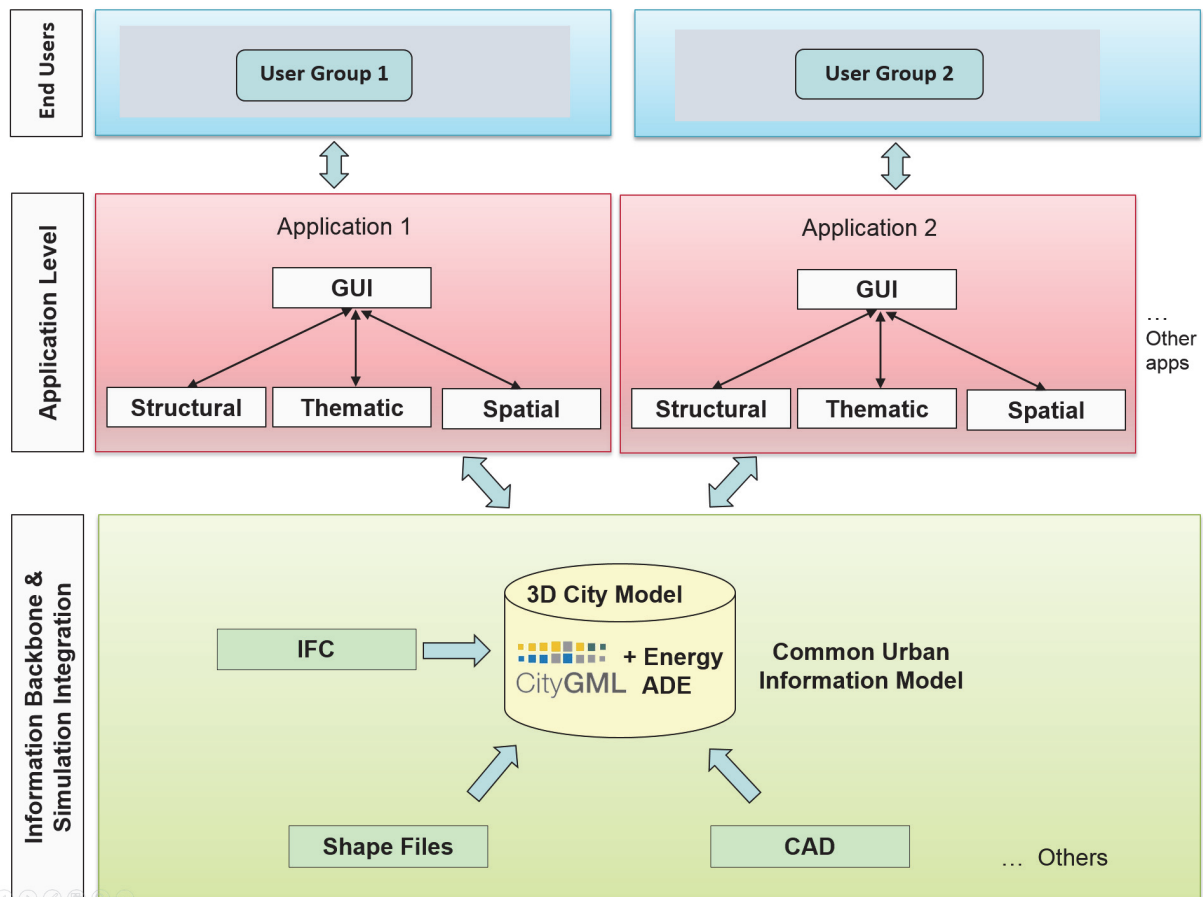 End Users
User Group 1
User Group 2
Application Level
Application 1
GUI
Structural
Thematic
Spatial
Application 2
GUI
Structural
Thematic
Spatial
…
Other
apps
Information Backbone &
Simulation Integration
3D City Model
CityGML
+ Energy
ADE
IFC
Common Urban
Information Model
Shape Files
CAD
… Others